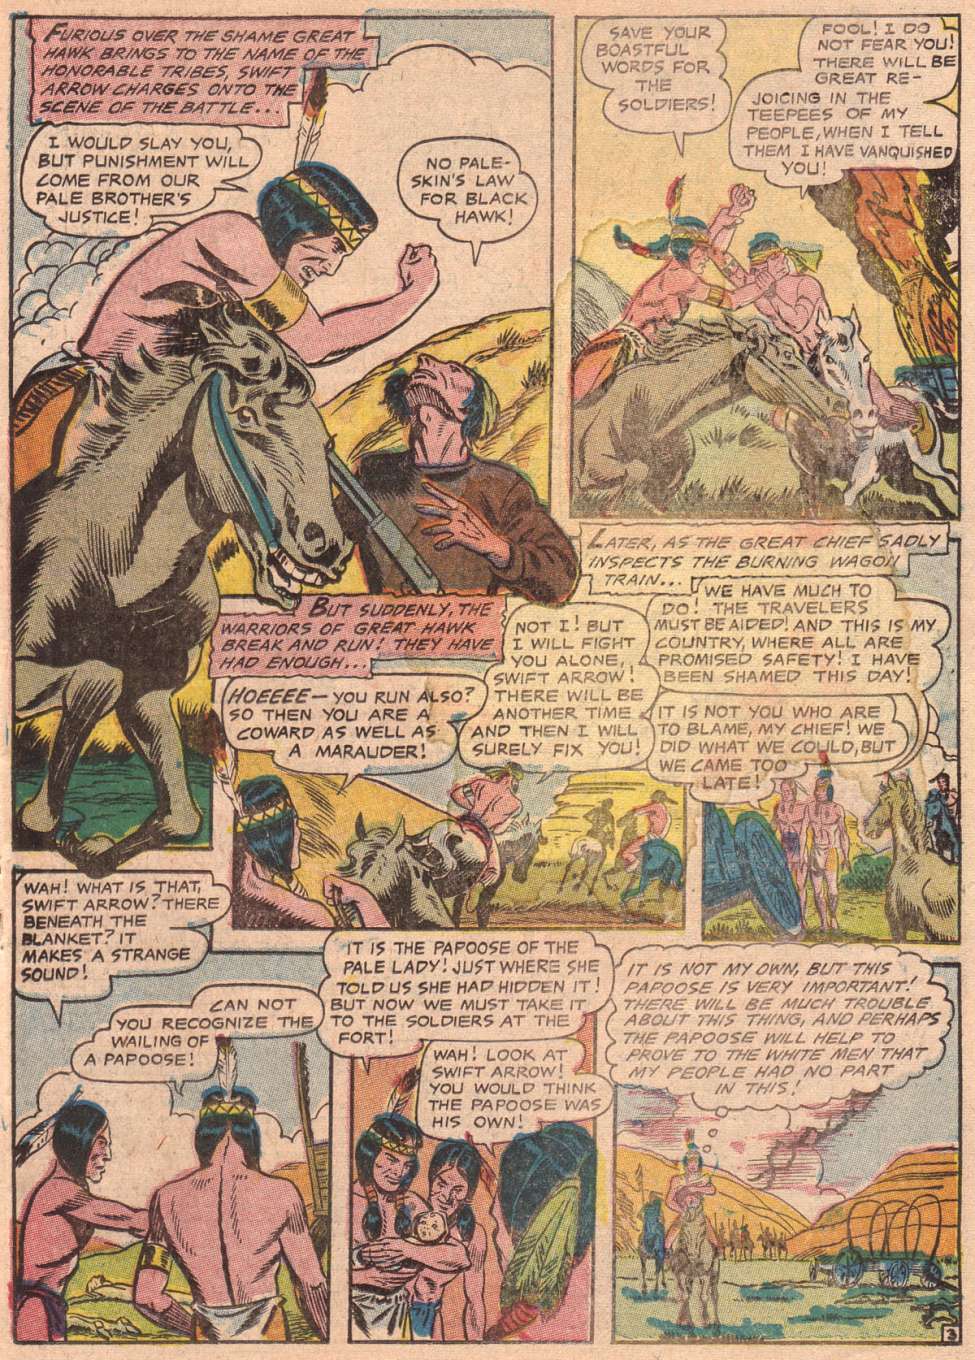 FURIOUS OVER THE SHAME GREAT
HAWK BRINGS TO THE NAME OF THE
HONORABLE TRIBES, SWIFT
ARROW CHARGES ONTO THE
SCENE OF THE BATTLE...
I WOULD SLAY YOU,
BUT PUNISHMENT WILL
COME FROM OUR
PALE BROTHER'S
JUSTICE!
NO PALE-
SKIN'S LAW
FOR BLACK
HAWK!
SAVE YOUR
BOASTFUL
WORDS FOR
THE
SOLDIERS!
FOOL! I DO
NOT FEAR YOU!
THERE WILL BE
GREAT RE-
JOICING IN THE
TEEPEES OF MY
PEOPLE, WHEN I TELL
THEM I HAVE VANQUISHED
YOU!
BUT SUDDENLY, THE
WARRIORS OF GREAT HAWK
BREAK AND RUN! THEY HAVE
HAD ENOUGH...
HOEEEE— YOU RUN ALSO?
SO THEN YOU ARE A
COWARD AS WELL AS
A MARAUDER!
NOT I! BUT
I WILL FIGHT
YOU ALONE,
SWIFT ARROW!
THERE WILL BE
ANOTHER TIME
AND THEN I WILL
SURELY FIX YOU!
LATER, AS THE GREAT CHIEF SADLY
INSPECTS THE BURNING WAGON
TRAIN...
WE HAVE MUCH TO
DO! THE TRAVELERS
MUST BE AIDED! AND THIS IS MY
COUNTRY, WHERE ALL ARE
PROMISED SAFETY! I HAVE
BEEN SHAMED THIS DAY!
IT IS NOT YOU WHO ARE
TO BLAME, MY CHIEF! WE
DID WHAT WE COULD, BUT
WE CAME TOO
LATE!
WAH! WHAT IS THAT,
SWIFT ARROW? THERE
BENEATH THE
BLANKET? IT
MAKES A STRANGE
SOUND!
CAN NOT
YOU RECOGNIZE THE
WAILING OF
A PAPOOSE!
IT IS THE PAPOOSE OF THE
PALE LADY! JUST WHERE SHE
TOLD US SHE HAD HIDDEN IT!
BUT NOW WE MUST TAKE IT
TO THE SOLDIERS AT THE
FORT!
WAH! LOOK AT
SWIFT ARROW!
YOU WOULD THINK
THE PAPOOSE WAS
HIS OWN!
IT IS NOT MY OWN, BUT THIS
PAPOOSE IS VERY IMPORTANT!
THERE WILL BE MUCH TROUBLE
ABOUT THIS THING, AND PERHAPS
THE PAPOOSE WILL HELP TO
PROVE TO THE WHITE MEN THAT
MY PEOPLE HAD NO PART
IN THIS!
3